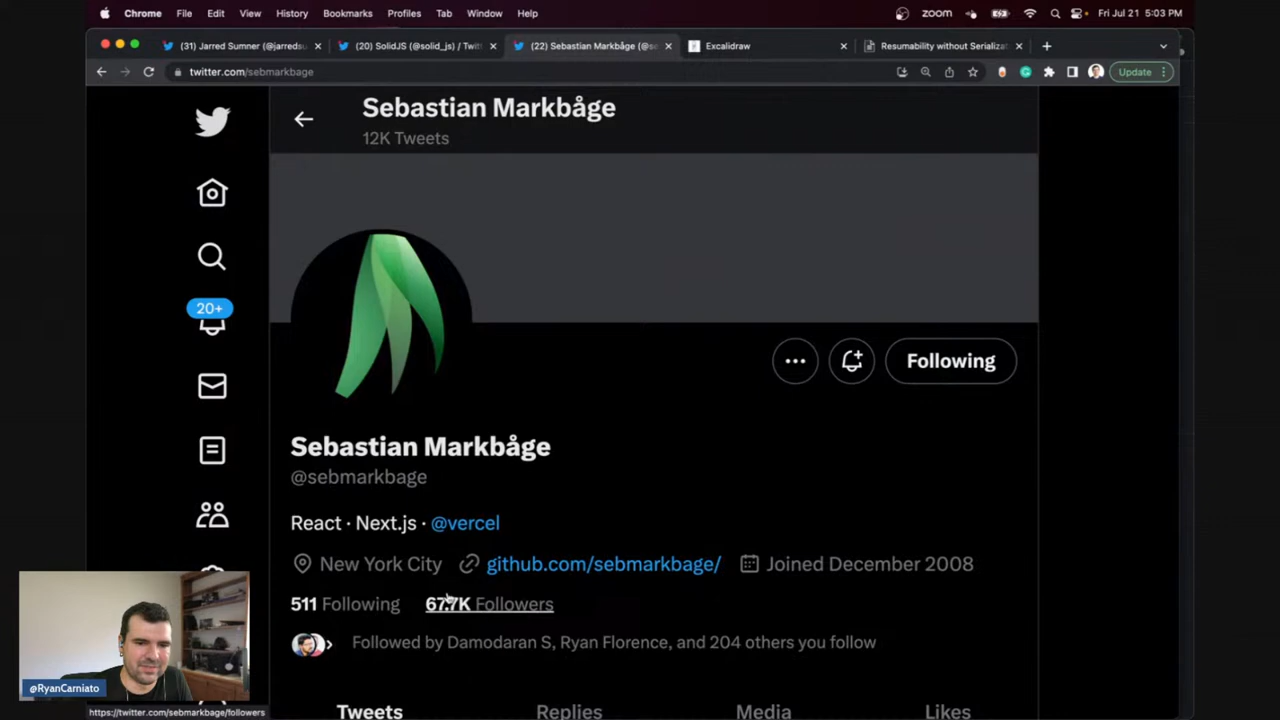 Chrome File Edit View History Bookmarks Profiles Tab Window Help zoom Fri Jul 21 5:03 PM
(31) Jarred Sumner (@jarredsu (20) SolidJS (@solid_js) / Twitt (22) Sebastian Markbåge (@se Excalidraw Resumability without Serializat
twitter.com/sebmarkbage Update
Sebastian Markbåge
12K Tweets
20+
Following
Sebastian Markbåge
@sebmarkbage
React · Next.js · @vercel
New York City github.com/sebmarkbage/ Joined December 2008
511 Following 67.7K Followers
Followed by Damodaran S, Ryan Florence, and 204 others you follow
@RyanCarniato
Tweets Replies Media Likes
https://twitter.com/sebmarkbage/followers